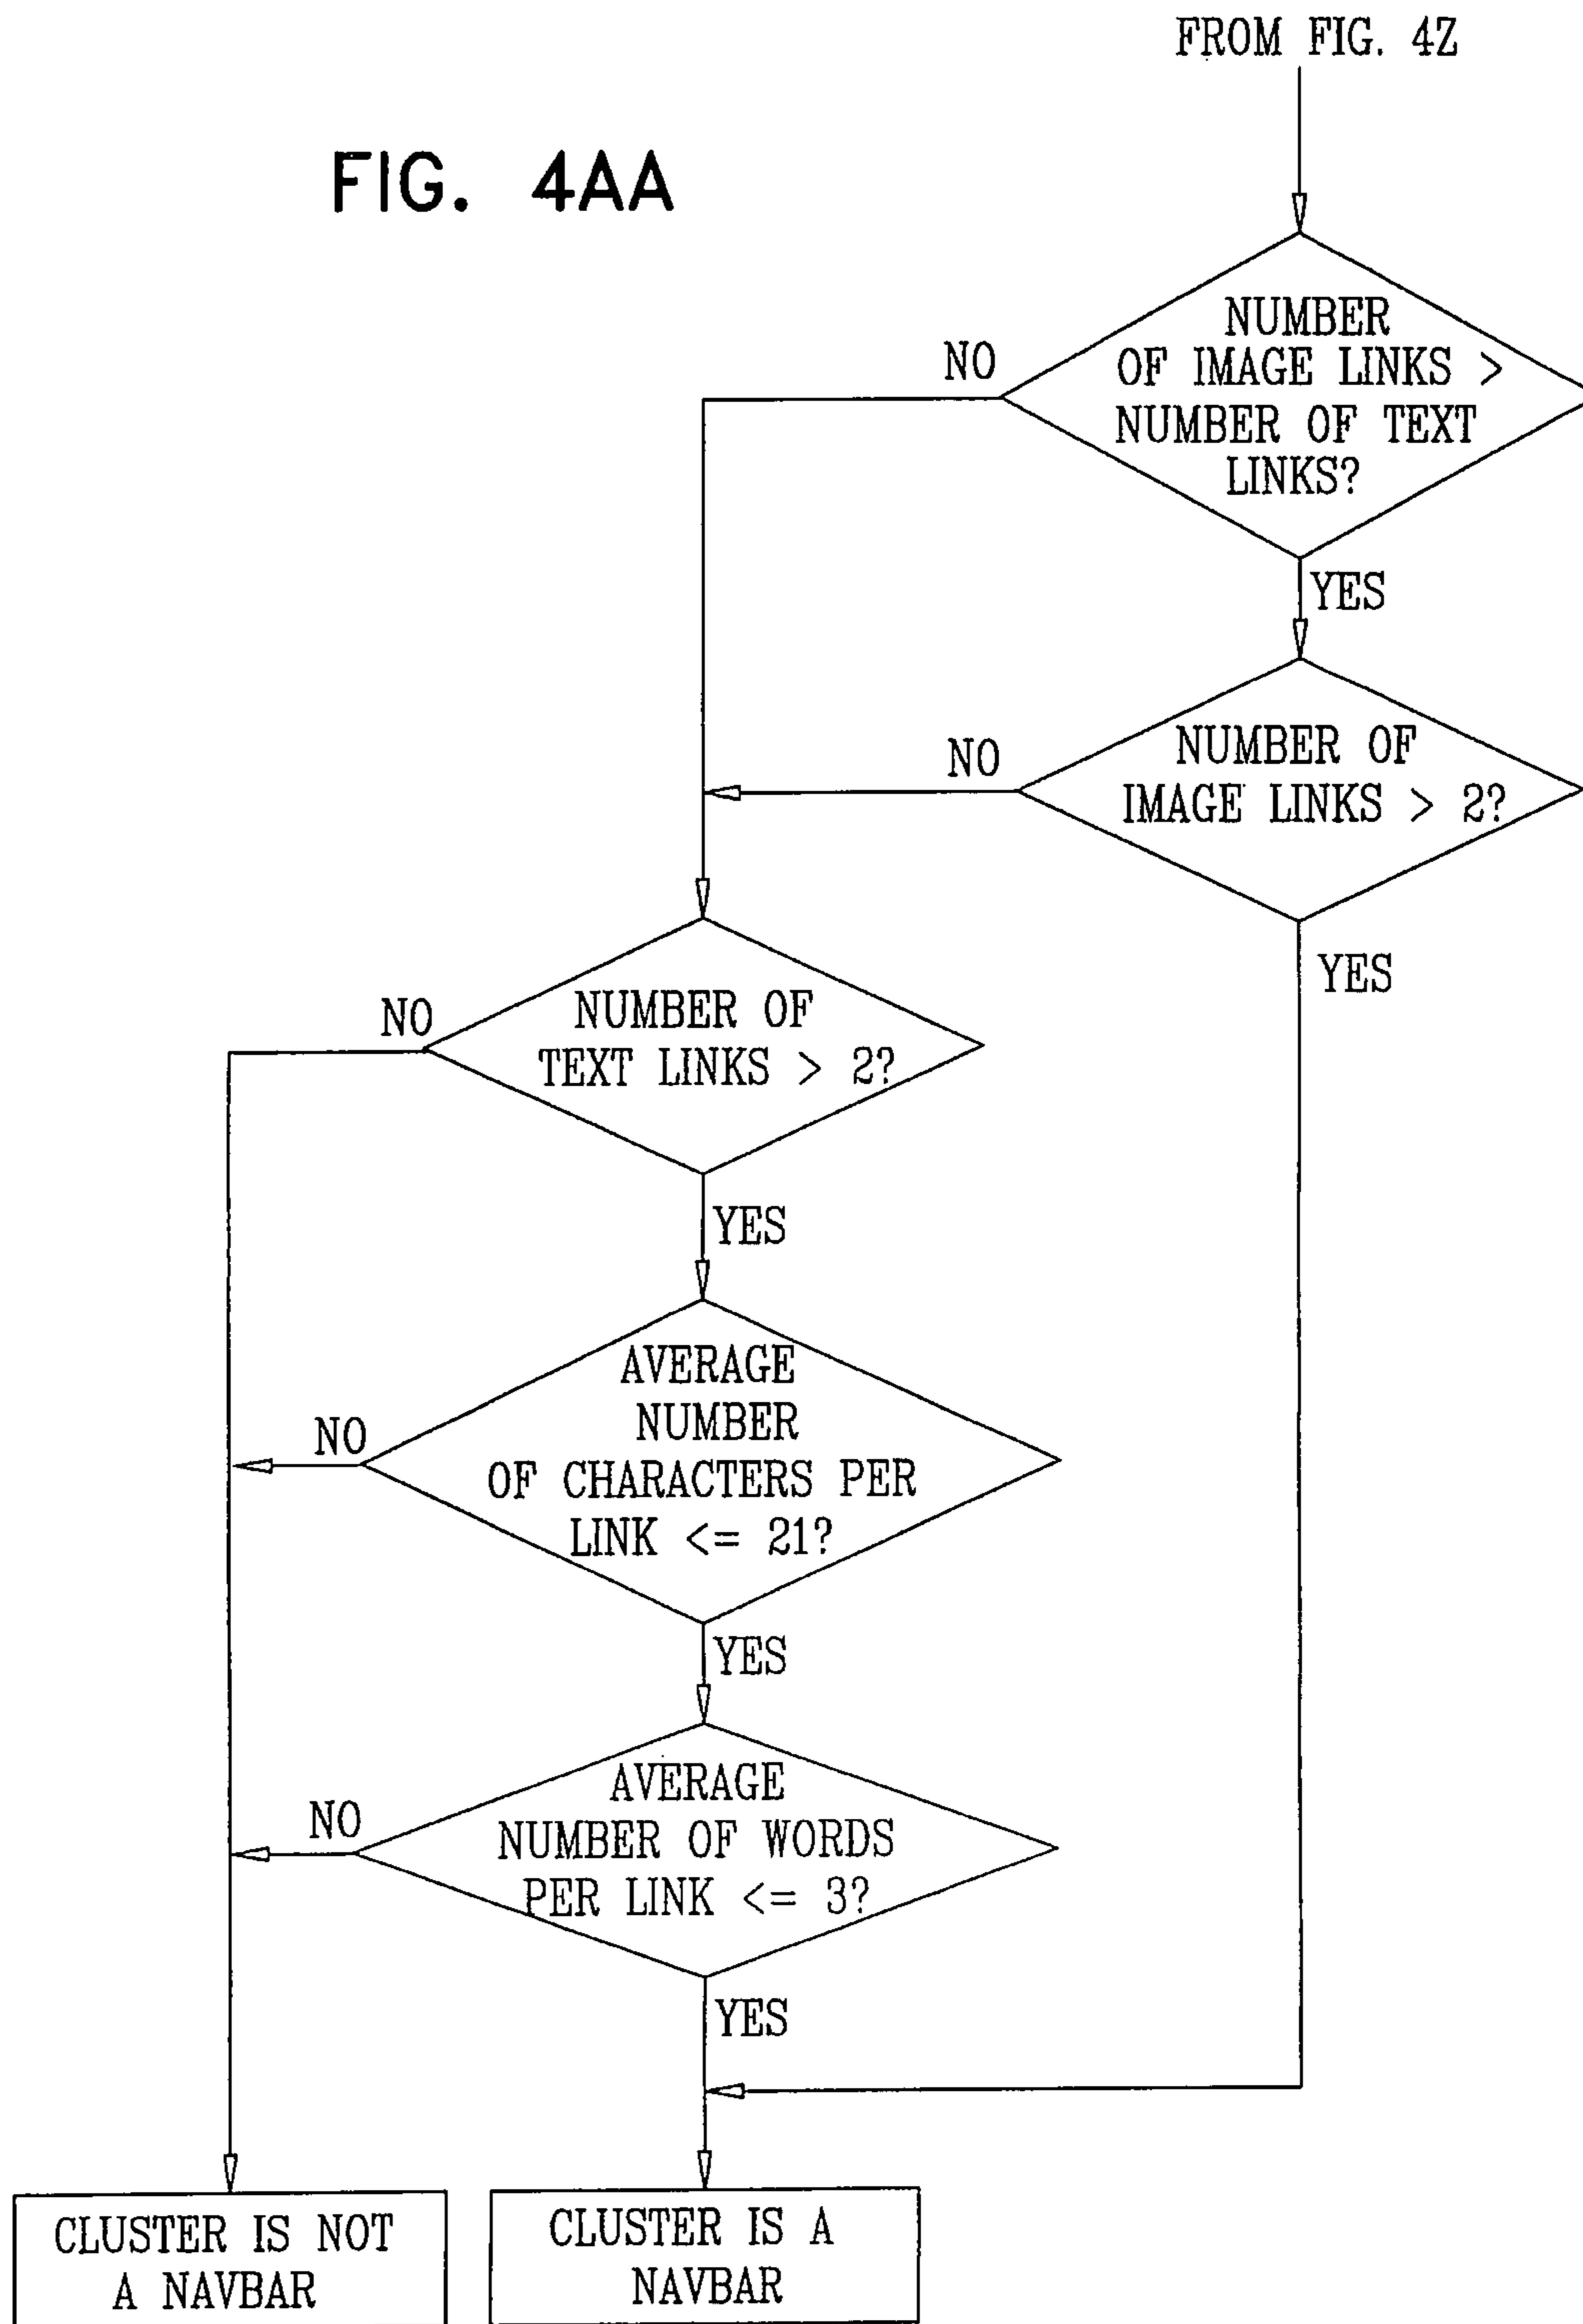 FROM FIG. 4Z
FIG. 4AA
NUMBER
OF IMAGE LINKS >
NUMBER OF TEXT
LINKS?
NO
YES
NUMBER OF
IMAGE LINKS > 2?
NO
YES
NUMBER OF
TEXT LINKS > 2?
NO
YES
AVERAGE
NUMBER
OF CHARACTERS PER
LINK <= 21?
NO
YES
AVERAGE
NUMBER OF WORDS
PER LINK <= 3?
NO
YES
CLUSTER IS NOT
A NAVBAR
CLUSTER IS A
NAVBAR